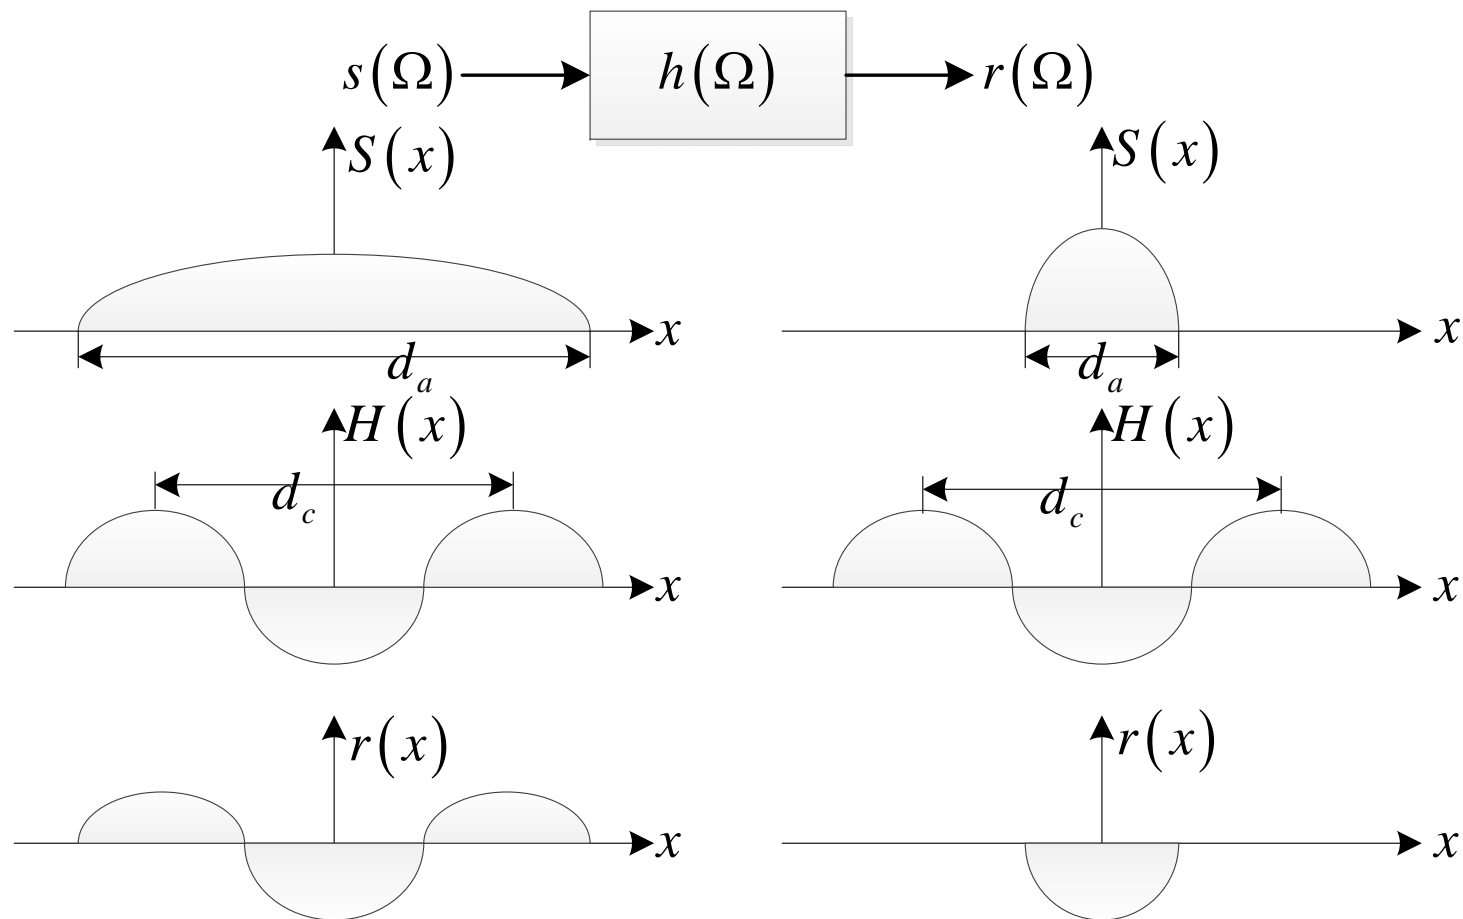 s(Ω) h(Ω) r(Ω)
S(x) S(x)
x x
d_a d_a
H(x) H(x)
d_c d_c
x x
r(x) r(x)
x x